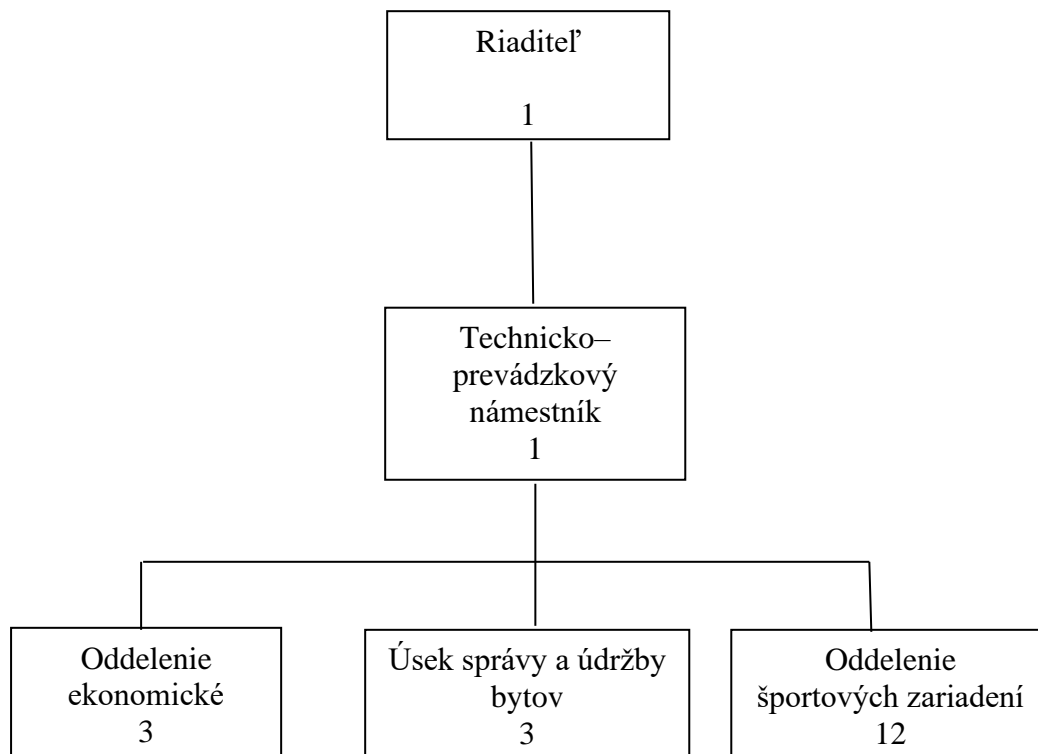 Riaditeľ
1
Technicko–
prevádzkový
námestník
1
Oddelenie
ekonomické
3
Úsek správy a údržby
bytov
3
Oddelenie
športových zariadení
12